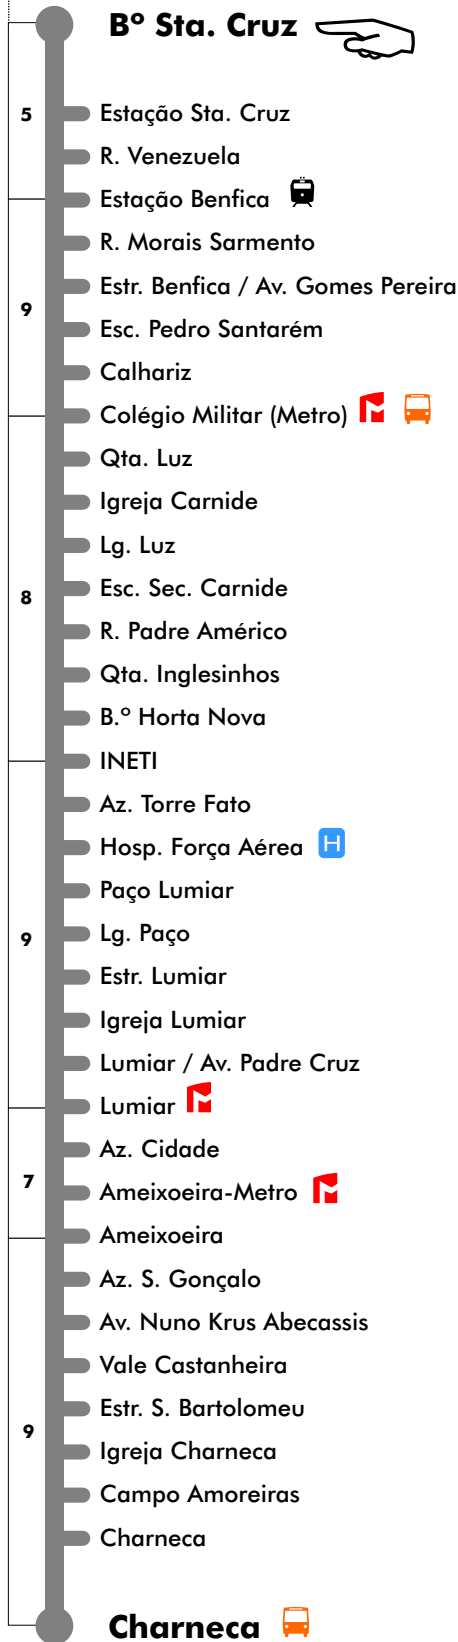 Bº Sta. Cruz
5
Estação Sta. Cruz
R. Venezuela
Estação Benfica
R. Morais Sarmento
Estr. Benfica / Av. Gomes Pereira
9
Esc. Pedro Santarém
Calhariz
Colégio Militar (Metro)
Qta. Luz
Igreja Carnide
Lg. Luz
8
Esc. Sec. Carnide
R. Padre Américo
Qta. Inglesinhos
B.º Horta Nova
INETI
Az. Torre Fato
Hosp. Força Aérea H
Paço Lumiar
9
Lg. Paço
Estr. Lumiar
Igreja Lumiar
Lumiar / Av. Padre Cruz
Lumiar
Az. Cidade
7
Ameixoeira-Metro
Ameixoeira
Az. S. Gonçalo
Av. Nuno Krus Abecassis
Vale Castanheira
Estr. S. Bartolomeu
9
Igreja Charneca
Campo Amoreiras
Charneca
Charneca